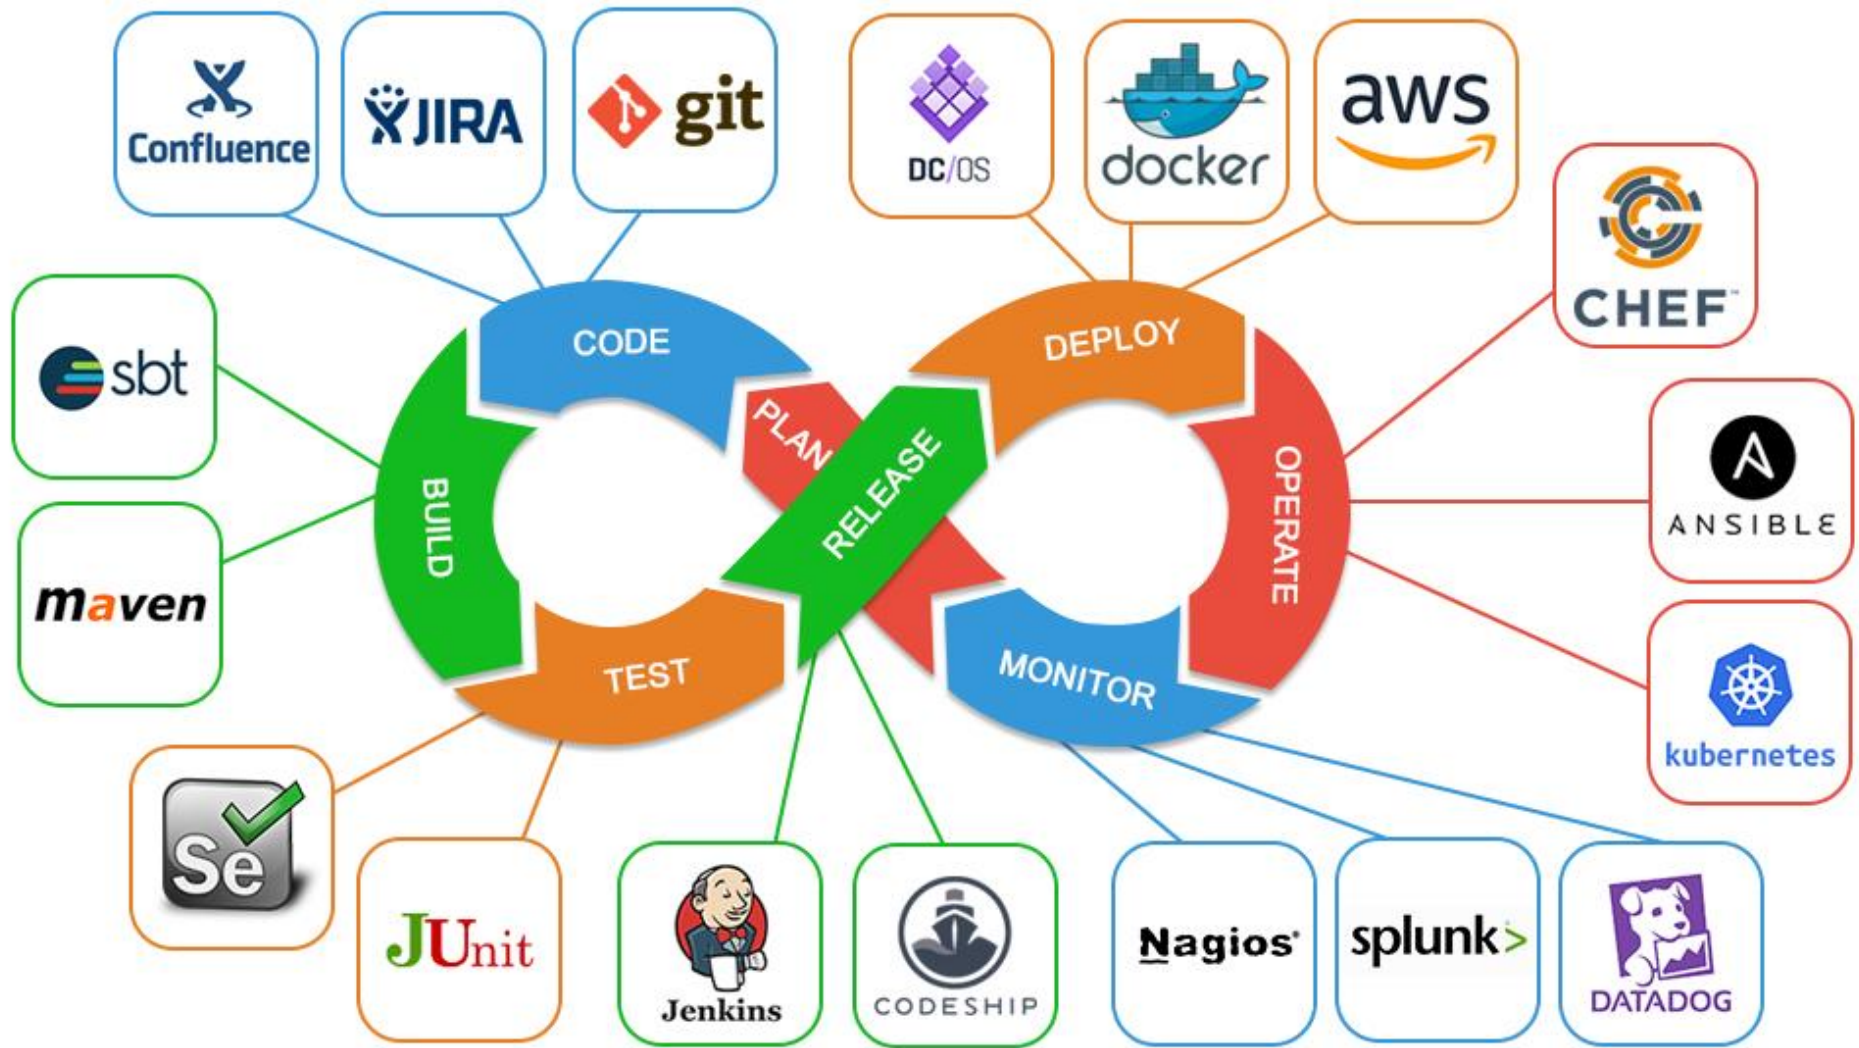 Confluence
JIRA
git
DC/OS
docker
aws
CHEF™
sbt
CODE
DEPLOY
PLAN
RELEASE
BUILD
OPERATE
ANSIBLE
maven
TEST
MONITOR
kubernetes
Se
JUnit
Jenkins
CODESHIP
Nagios®
splunk>
DATADOG